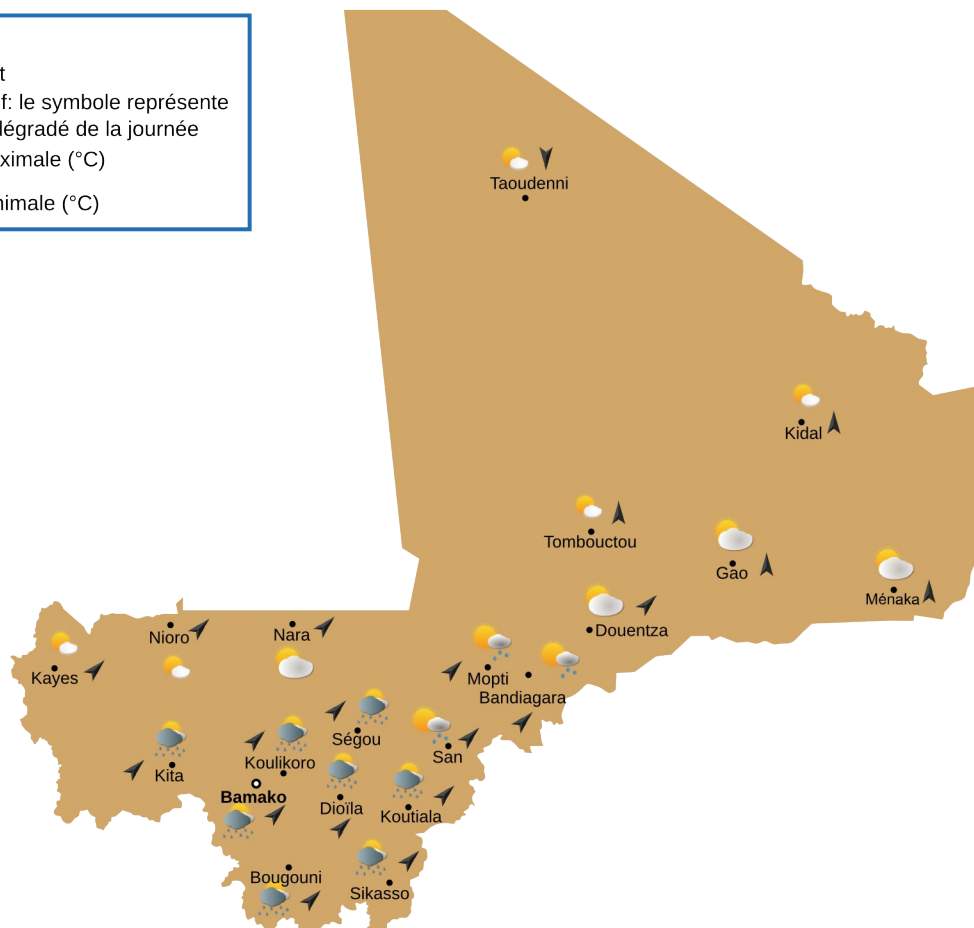 f: le symbole représente
dégradé de la journée
ximale (°C)
nimale (°C)
Taoudenni
Kidal
Tombouctou
Gao
Ménaka
Douentza
Nioro
Nara
Kayes
Mopti
Bandiagara
Ségou
San
Koulikoro
Kita
Bamako
Dioïla
Koutiala
Bougouni
Sikasso